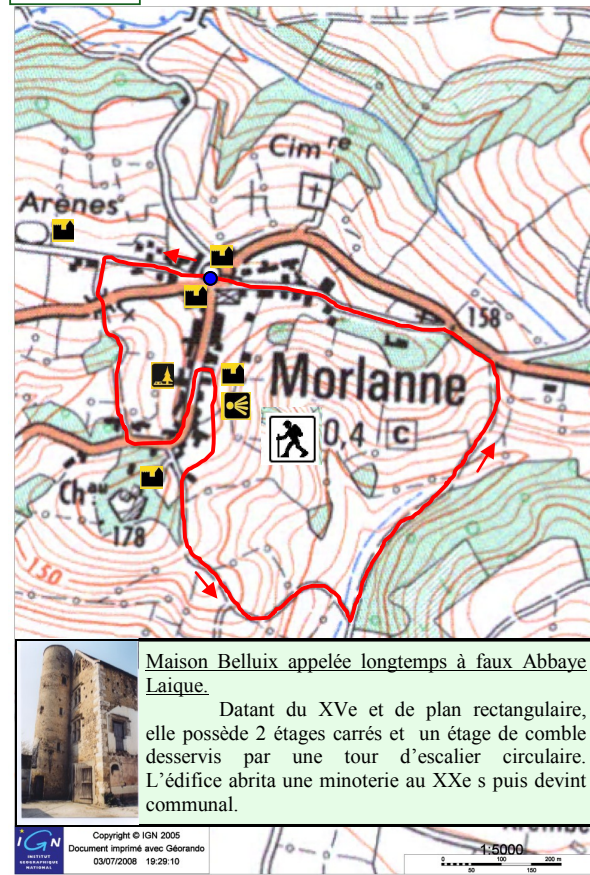 Cim re
Arènes
158
Morlanne
0,4 C
Ch au
178
150
Maison Belluix appelée longtemps à faux Abbaye
Laique.
Datant du XVe et de plan rectangulaire,
elle possède 2 étages carrés et un étage de comble
desservis par une tour d'escalier circulaire.
L'édifice abrita une minoterie au XXe s puis devint
communal.
IGN
INSTITUT
GEOGRAPHIQUE
NATIONAL
Copyright © IGN 2005
Document imprimé avec Géorando
03/07/2008 19:29:10
1:5000
0 100 200 m
50 150